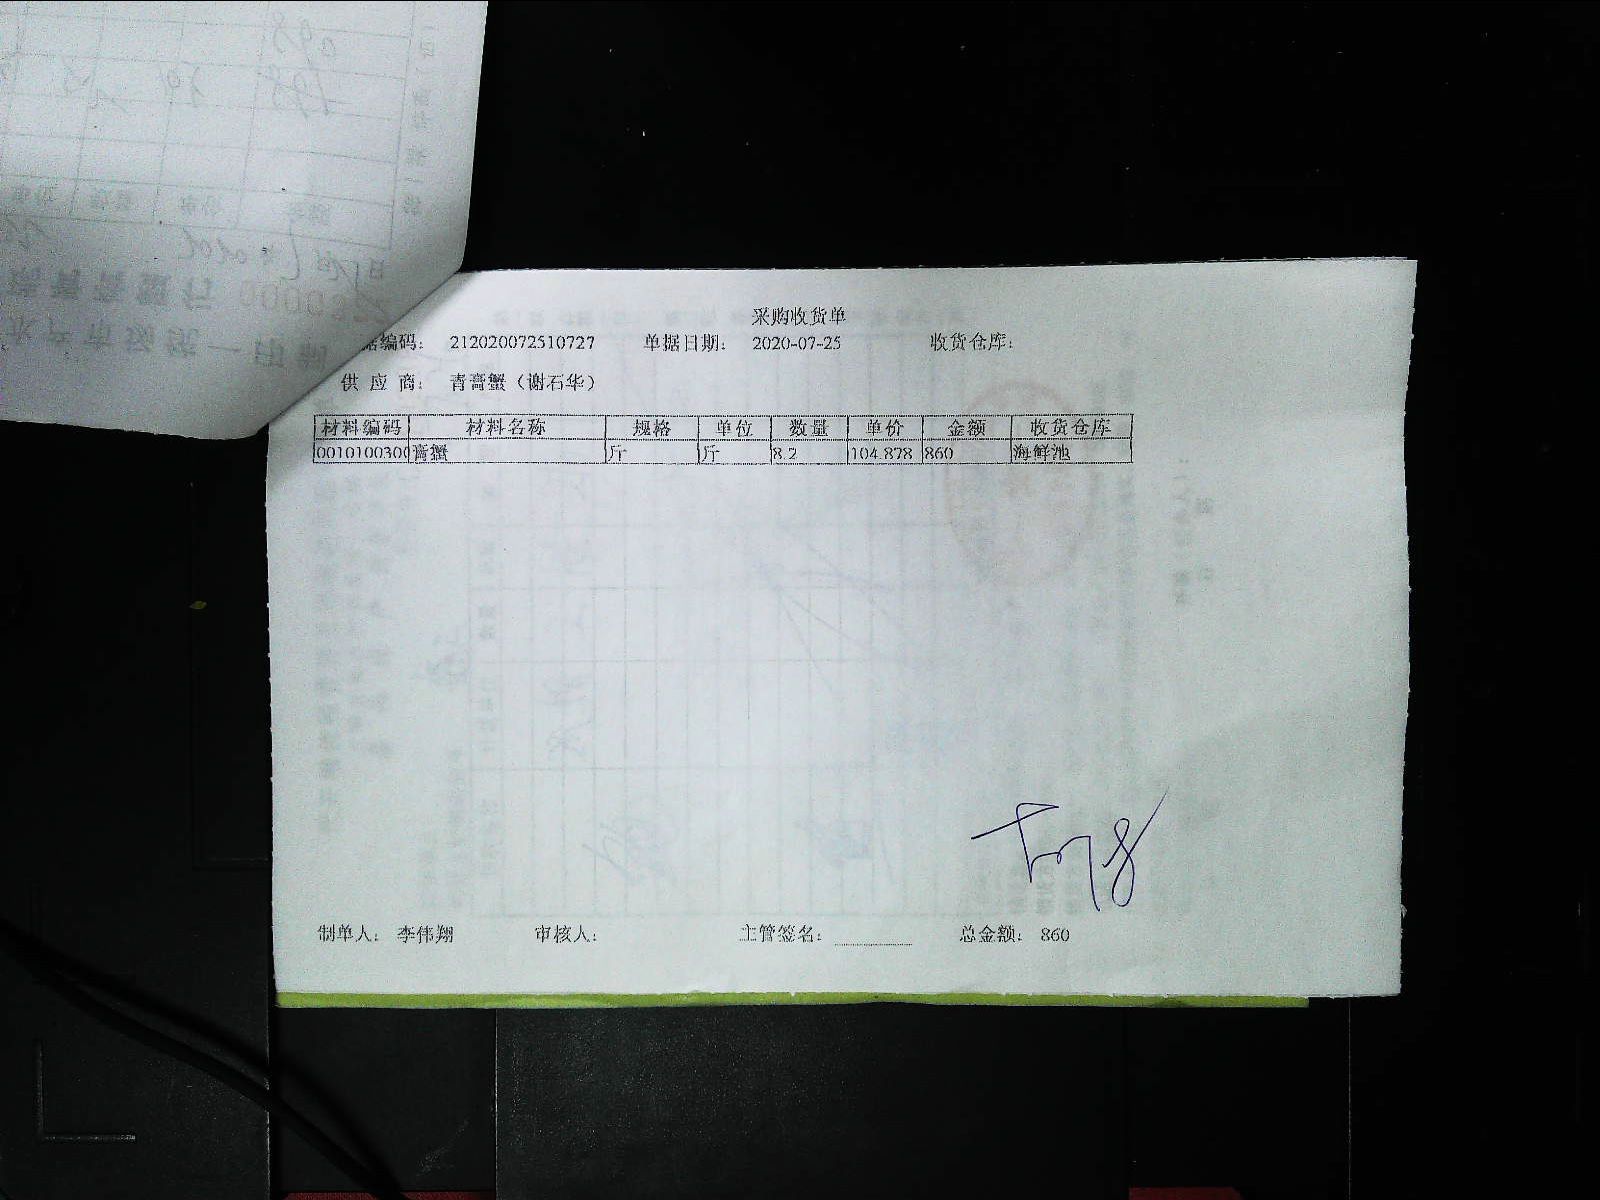 采购收货单
据编码： 212020072510727 单据日期： 2020-07-25 收货仓库：
供应商： 青膏蟹（谢石华）
材料编码 材料名称 规格 单位 数量 单价 金额 收货仓库
0010100300 膏蟹 斤 斤 8.2 104.878 860 海鲜池
制单人： 李伟翔 审核人： 主管签名： 总金额： 860